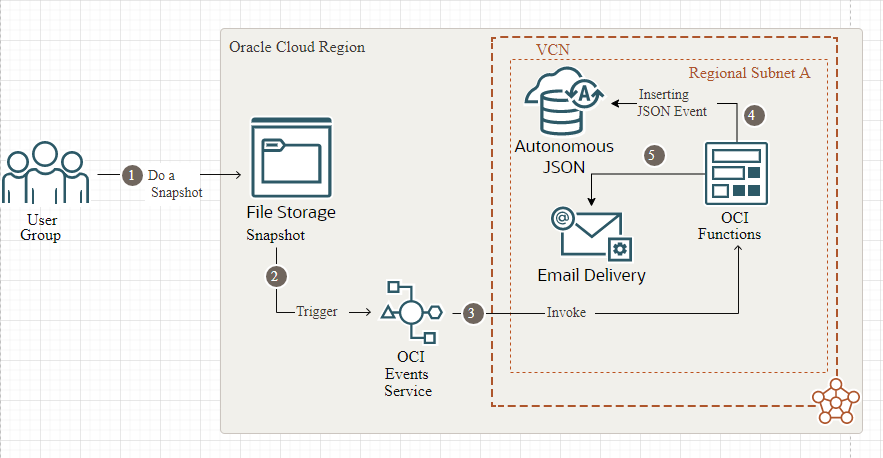 Oracle Cloud Region
VCN
Regional Subnet A
Inserting
JSON Event
4
Autonomous
JSON
5
1
Do a
Snapshot
User
Group
File Storage
Snapshot
OCI
Functions
2
Email Delivery
Trigger
3
Invoke
OCI
Events
Service